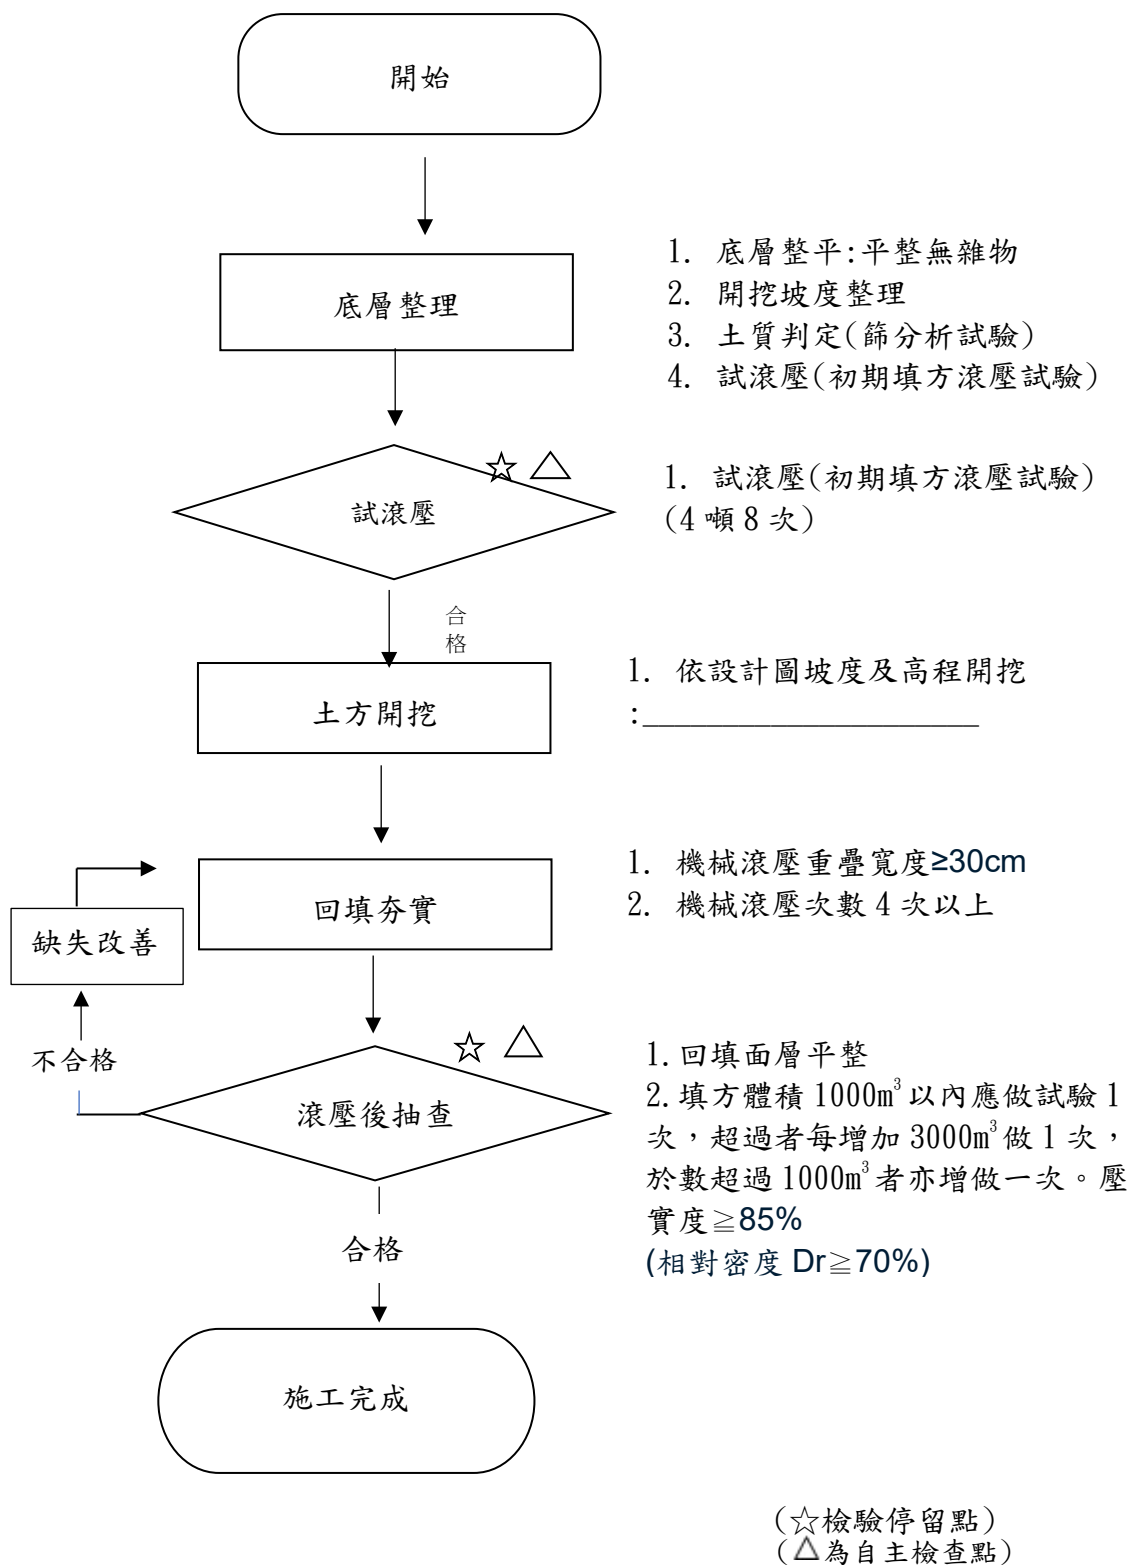 開始
底層整理
1. 底層整平:平整無雜物
2. 開挖坡度整理
3. 土質判定(篩分析試驗)
4. 試滾壓(初期填方滾壓試驗)
☆ △
試滾壓
1. 試滾壓(初期填方滾壓試驗)
(4 噸 8 次)
合
格
土方開挖
1. 依設計圖坡度及高程開挖
:_____________________
回填夯實
1. 機械滾壓重疊寬度≥30cm
2. 機械滾壓次數 4 次以上
缺失改善
不合格
☆ △
滾壓後抽查
1.回填面層平整
2.填方體積 1000m³以內應做試驗 1
次，超過者每增加 3000m³做 1 次，
於數超過 1000m³者亦增做一次。壓
實度≧85%
(相對密度 Dr≧70%)
合格
施工完成
(☆檢驗停留點)
(△為自主檢查點)